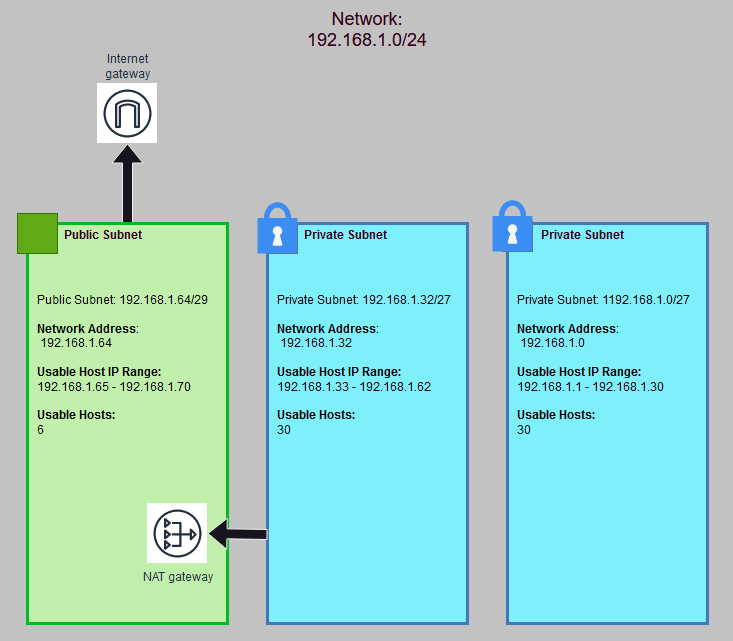 Network:
192.168.1.0/24
Internet
gateway
Public Subnet
Public Subnet: 192.168.1.64/29
Network Address:
192.168.1.64
Usable Host IP Range:
192.168.1.65 - 192.168.1.70
Usable Hosts:
6
NAT gateway
Private Subnet
Private Subnet: 192.168.1.32/27
Network Address:
192.168.1.32
Usable Host IP Range:
192.168.1.33 - 192.168.1.62
Usable Hosts:
30
Private Subnet
Private Subnet: 1192.168.1.0/27
Network Address:
192.168.1.0
Usable Host IP Range:
192.168.1.1 - 192.168.1.30
Usable Hosts:
30